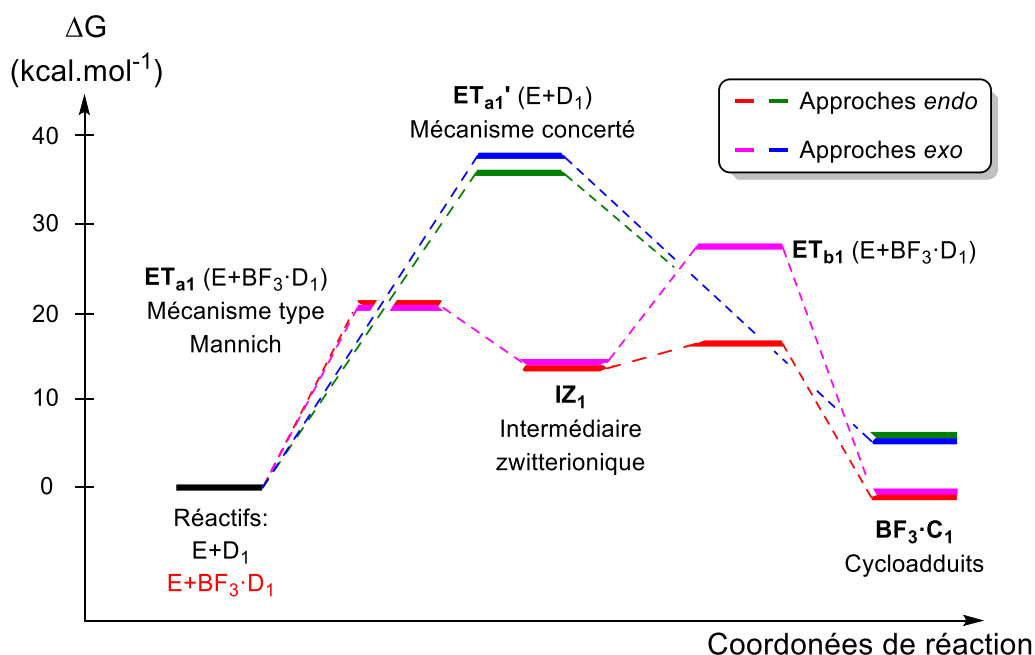 ΔG
(kcal.mol⁻¹)
40
30
20
10
0
ETa1' (E+D₁)
Mécanisme concerté
Approches endo
Approches exo
ETb1 (E+BF₃·D₁)
ETa1 (E+BF₃·D₁)
Mécanisme type
Mannich
IZ₁
Intermédiaire
zwitterionique
Réactifs:
E+D₁
E+BF₃·D₁
BF₃·C₁
Cycloadduits
Coordonées de réaction